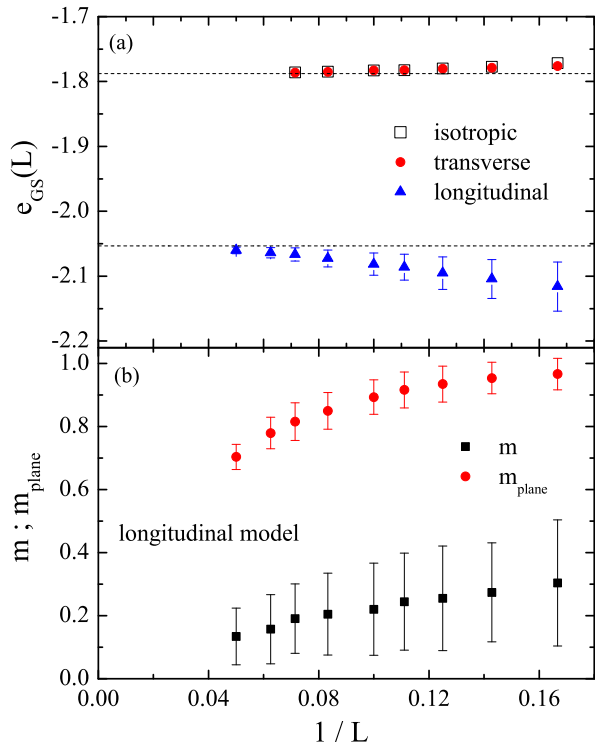 -1.7
(a)
-1.8
-1.9
-2.0
-2.1
-2.2
e_GS(L)
isotropic
transverse
longitudinal
1.0
(b)
0.8
0.6
0.4
0.2
0.0
m ; m_plane
m
m_plane
longitudinal model
0.00 0.04 0.08 0.12 0.16
1 / L